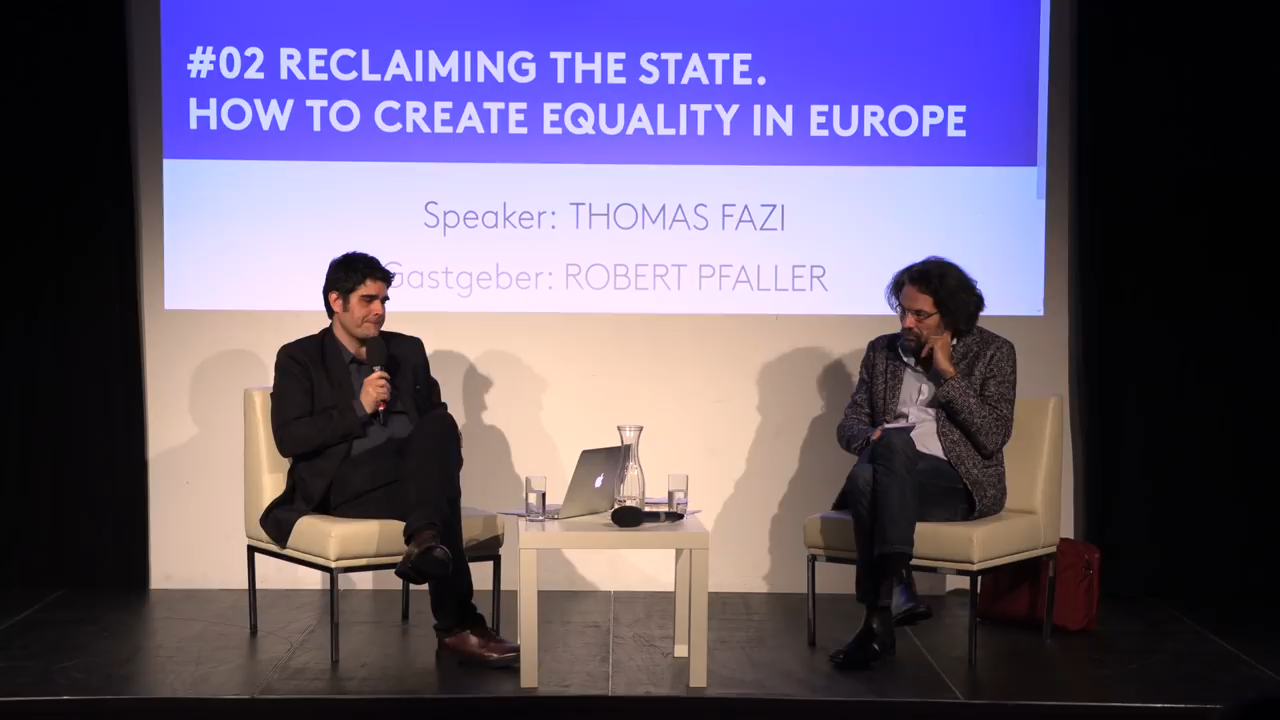 #02 RECLAIMING THE STATE.
HOW TO CREATE EQUALITY IN EUROPE
Speaker: THOMAS FAZI
Gastgeber: ROBERT PFALLER